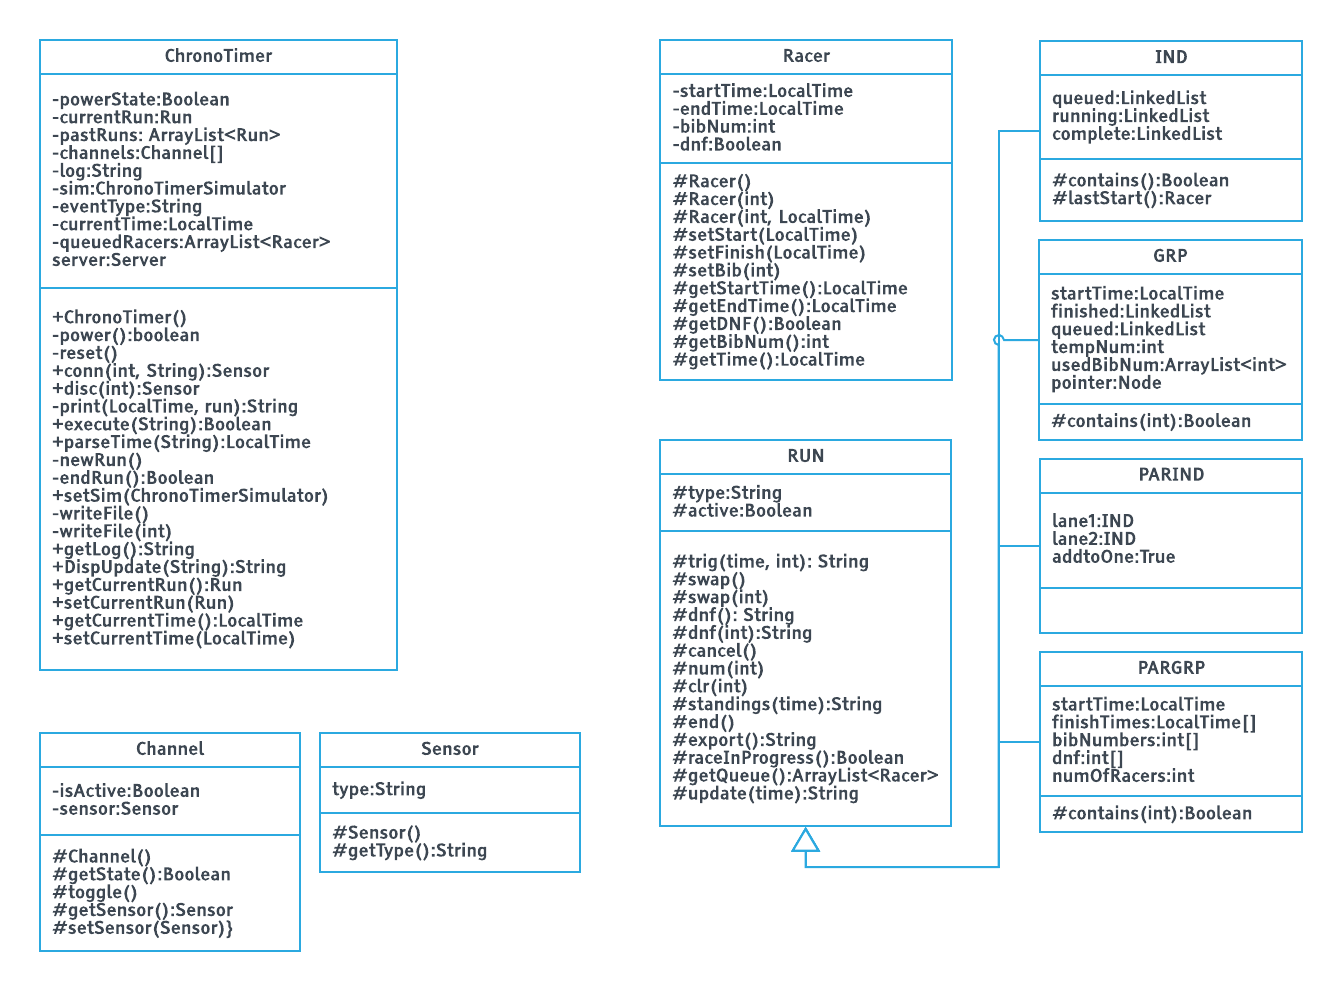 ChronoTimer
-powerState:Boolean
-currentRun:Run
-pastRuns: ArrayList<Run>
-channels:Channel[]
-log:String
-sim:ChronoTimerSimulator
-eventType:String
-currentTime:LocalTime
-queuedRacers:ArrayList<Racer>
server:Server
+ChronoTimer()
-power():boolean
-reset()
+conn(int, String):Sensor
+disc(int):Sensor
-print(LocalTime, run):String
+execute(String):Boolean
+parseTime(String):LocalTime
-newRun()
-endRun():Boolean
+setSim(ChronoTimerSimulator)
-writeFile()
-writeFile(int)
+getLog():String
+DispUpdate(String):String
+getCurrentRun():Run
+setCurrentRun(Run)
+getCurrentTime():LocalTime
+setCurrentTime(LocalTime)
Channel
-isActive:Boolean
-sensor:Sensor
#Channel()
#getState():Boolean
#toggle()
#getSensor():Sensor
#setSensor(Sensor)}
Sensor
type:String
#Sensor()
#getType():String
Racer
-startTime:LocalTime
-endTime:LocalTime
-bibNum:int
-dnf:Boolean
#Racer()
#Racer(int)
#Racer(int, LocalTime)
#setStart(LocalTime)
#setFinish(LocalTime)
#setBib(int)
#getStartTime():LocalTime
#getEndTime():LocalTime
#getDNF():Boolean
#getBibNum():int
#getTime():LocalTime
RUN
#type:String
#active:Boolean
#trig(time, int): String
#swap()
#swap(int)
#dnf(): String
#dnf(int):String
#cancel()
#num(int)
#clr(int)
#standings(time):String
#end()
#export():String
#raceInProgress():Boolean
#getQueue():ArrayList<Racer>
#update(time):String
IND
queued:LinkedList
running:LinkedList
complete:LinkedList
#contains():Boolean
#lastStart():Racer
GRP
startTime:LocalTime
finished:LinkedList
queued:LinkedList
tempNum:int
usedBibNum:ArrayList<int>
pointer:Node
#contains(int):Boolean
PARIND
lane1:IND
lane2:IND
addtoOne:True
PARGRP
startTime:LocalTime
finishTimes:LocalTime[]
bibNumbers:int[]
dnf:int[]
numOfRacers:int
#contains(int):Boolean